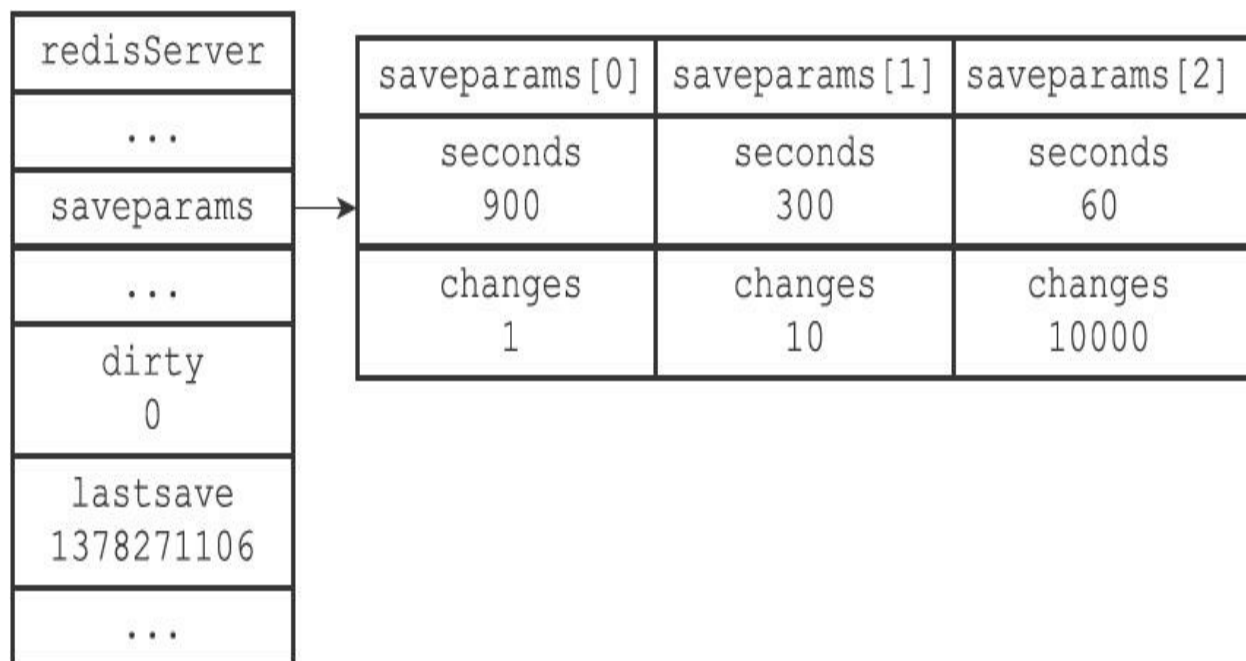 redisServer
...
saveparams
...
dirty
0
lastsave
1378271106
...
saveparams[0] saveparams[1] saveparams[2]
seconds seconds seconds
900 300 60
changes changes changes
1 10 10000